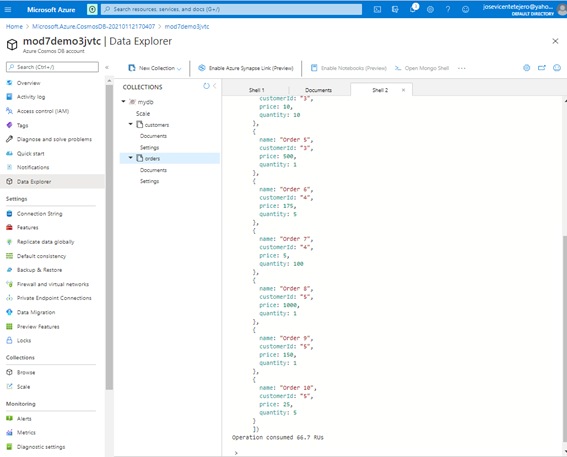 Microsoft Azure
Search resources, services, and docs (G+/)
josevicentetejero@yaho...
DEFAULT DIRECTORY
Home > Microsoft.Azure.CosmosDB-20210112170407 > mod7demo3jvtc
mod7demo3jvtc | Data Explorer
Azure Cosmos DB account
Search (Ctrl+/)
Overview
Activity log
Access control (IAM)
Tags
Diagnose and solve problems
Quick start
Notifications
Data Explorer
Settings
Connection String
Features
Replicate data globally
Default consistency
Backup & Restore
Firewall and virtual networks
Private Endpoint Connections
Data Migration
Preview Features
Locks
Collections
Browse
Scale
Monitoring
Alerts
Metrics
Diagnostic settings
New Collection
Enable Azure Synapse Link (Preview)
Enable Notebooks (Preview)
Open Mongo Shell
COLLECTIONS
mydb
Scale
customers
Documents
Settings
orders
Documents
Settings
Shell 1
Documents
Shell 2
customerId: "3",
price: 10,
quantity: 10
},
{
name: "Order 5",
customerId: "3",
price: 500,
quantity: 1
},
{
name: "Order 6",
customerId: "4",
price: 175,
quantity: 5
},
{
name: "Order 7",
customerId: "4",
price: 5,
quantity: 100
},
{
name: "Order 8",
customerId: "5",
price: 1000,
quantity: 1
},
{
name: "Order 9",
customerId: "5",
price: 150,
quantity: 1
},
{
name: "Order 10",
customerId: "5",
price: 25,
quantity: 5
}
])
Operation consumed 66.7 RUs
>